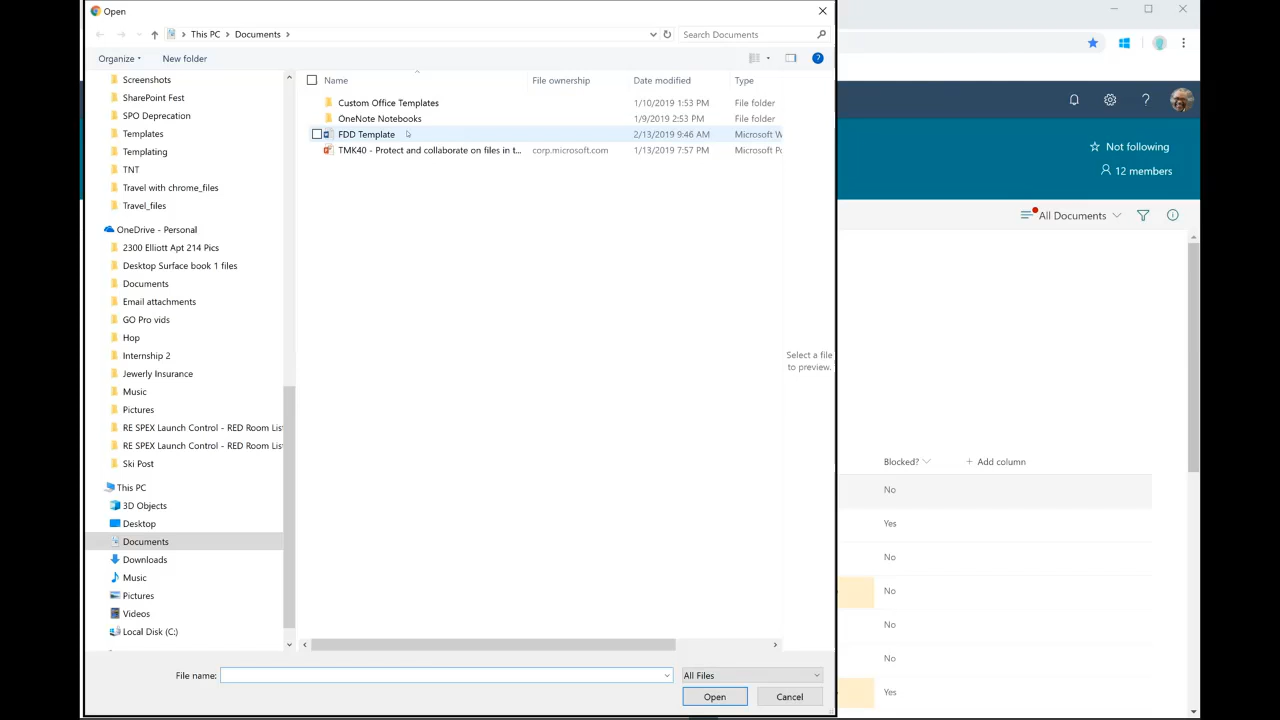 Open
This PC
Documents
Search Documents
Organize
New folder
Screenshots
SharePoint Fest
SPO Deprecation
Templates
Templating
TNT
Travel with chrome_files
Travel_files
OneDrive - Personal
2300 Elliott Apt 214 Pics
Desktop Surface book 1 files
Documents
Email attachments
GO Pro vids
Hop
Internship 2
Jewerly Insurance
Music
Pictures
RE SPEX Launch Control - RED Room Lis
RE SPEX Launch Control - RED Room Lis
Ski Post
This PC
3D Objects
Desktop
Documents
Downloads
Music
Pictures
Videos
Local Disk (C:)
Name File ownership Date modified Type
Custom Office Templates 1/10/2019 1:53 PM File folder
OneNote Notebooks 1/9/2019 2:53 PM File folder
FDD Template 2/13/2019 9:46 AM Microsoft W
TMK40 - Protect and collaborate on files in t... corp.microsoft.com 1/13/2019 7:57 PM Microsoft Po
Select a file
to preview.
File name:
All Files
Open
Cancel
Not following
12 members
All Documents
Blocked?
+ Add column
No
Yes
No
No
No
No
Yes